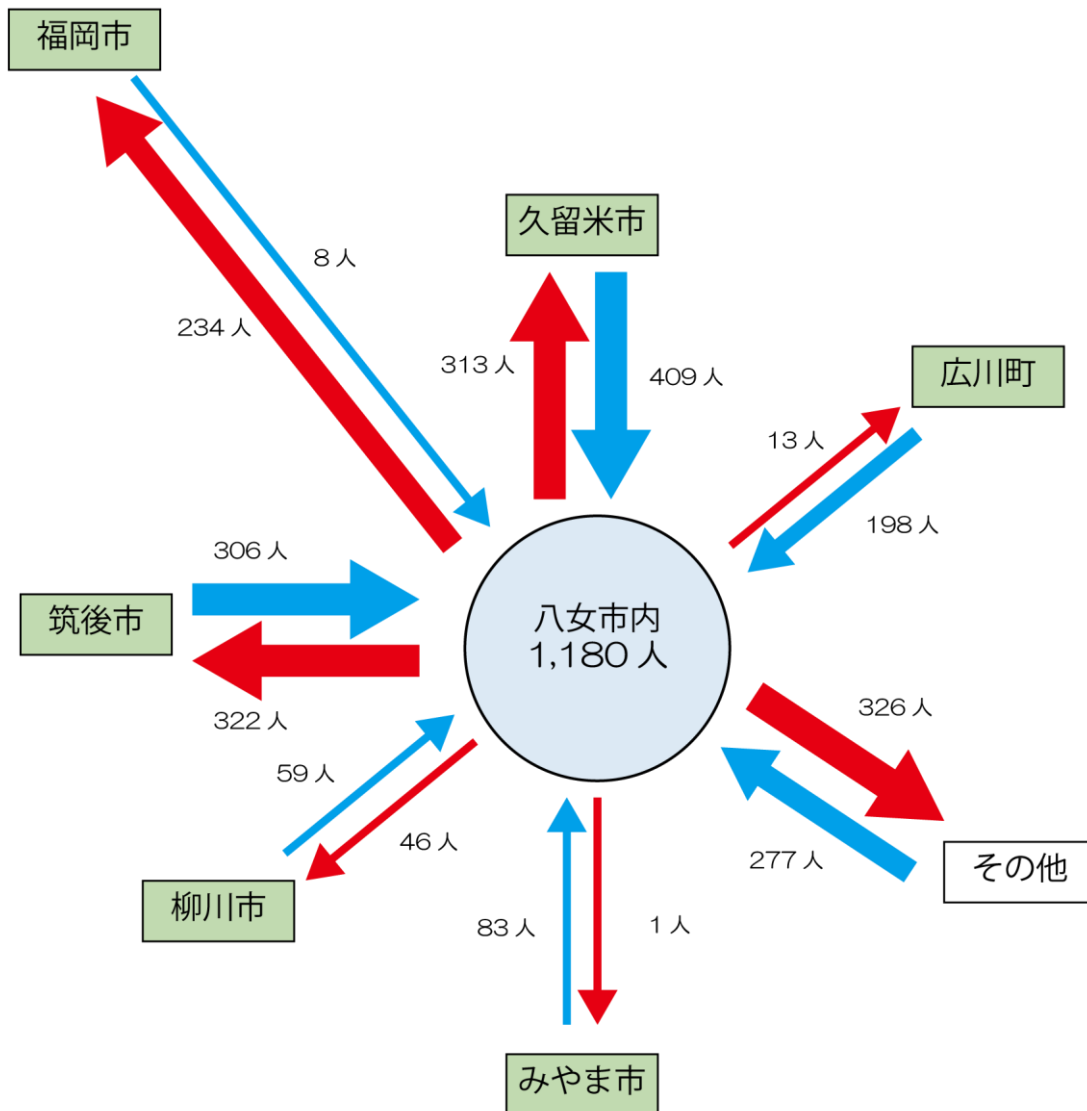 福岡市
久留米市
8 人
234 人
313 人
409 人
広川町
13 人
198 人
306 人
筑後市
322 人
八女市内
1,180 人
326 人
59 人
46 人
277 人
その他
柳川市
83 人
1 人
みやま市